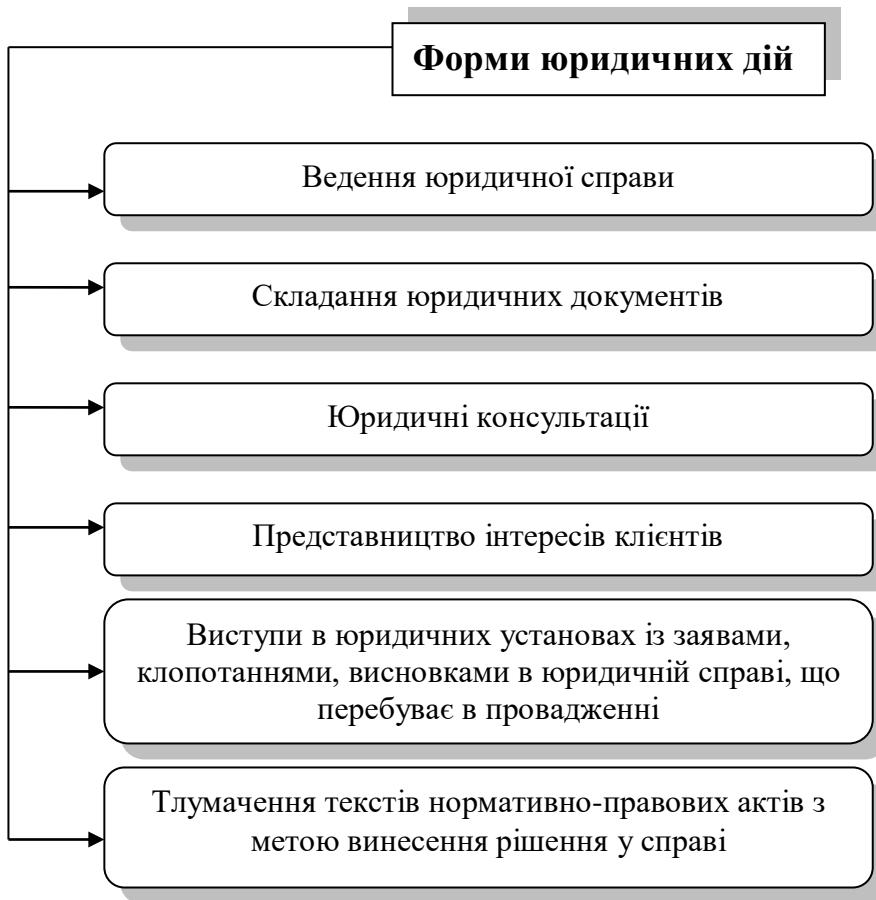 Форми юридичних дій
Ведення юридичної справи
Складання юридичних документів
Юридичні консультації
Представництво інтересів клієнтів
Виступи в юридичних установах із заявами,
клопотаннями, висновками в юридичній справі, що
перебуває в провадженні
Тлумачення текстів нормативно-правових актів з
метою винесення рішення у справі